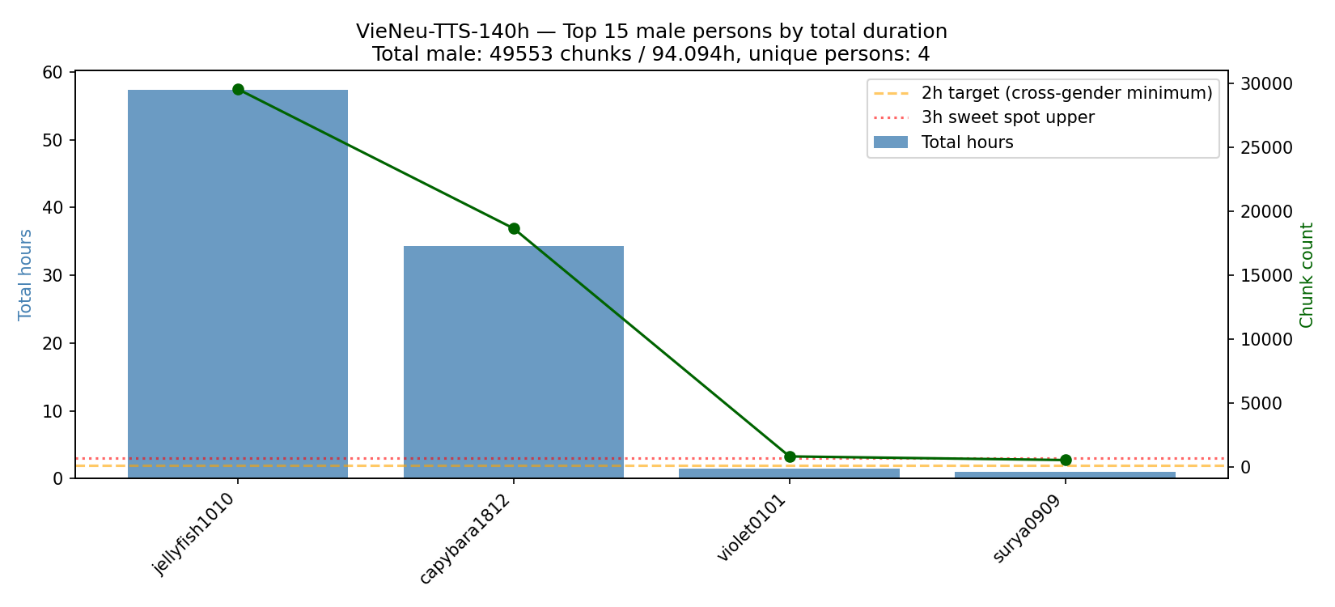 VieNeu-TTS-140h — Top 15 male persons by total duration
Total male: 49553 chunks / 94.094h, unique persons: 4
2h target (cross-gender minimum)
3h sweet spot upper
Total hours
Total hours
60
50
40
30
20
10
0
30000
25000
20000
15000
10000
5000
0
Chunk count
jellyfish1010
capybara1812
violet0101
surya0909